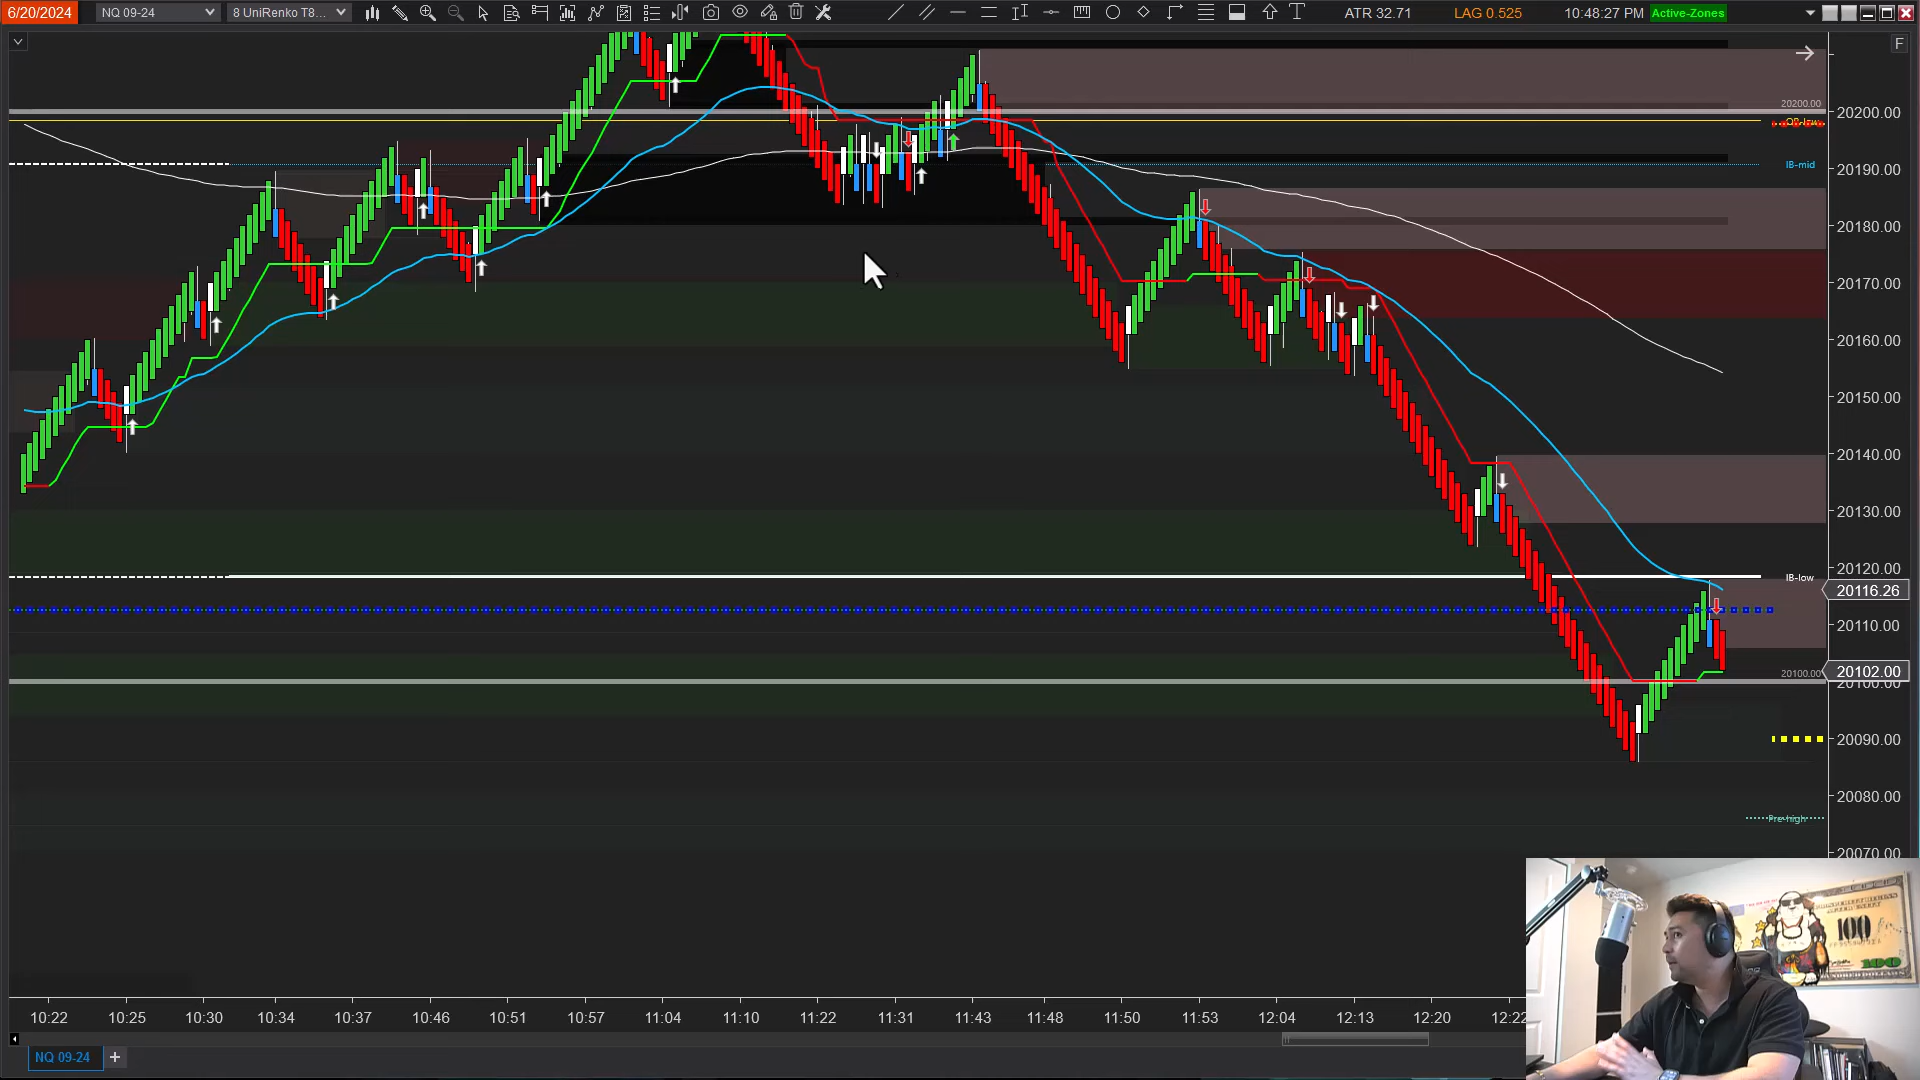 6/20/2024 NQ 09-24 8 UniRenko T8... ATR 32.71 LAG 0.525 10:48:27 PM Active-Zones
F
20200.00
20200.00
IB-mid
20190.00
20180.00
20170.00
20160.00
20150.00
20140.00
20130.00
20120.00
IB-low
20116.26
20110.00
20102.00
20100.00
20100.00
20090.00
20080.00
Pre-high
20070.00
100
100
10:22 10:25 10:30 10:34 10:37 10:46 10:51 10:57 11:04 11:10 11:22 11:31 11:43 11:48 11:50 11:53 12:04 12:13 12:20 12:22
NQ 09-24 +